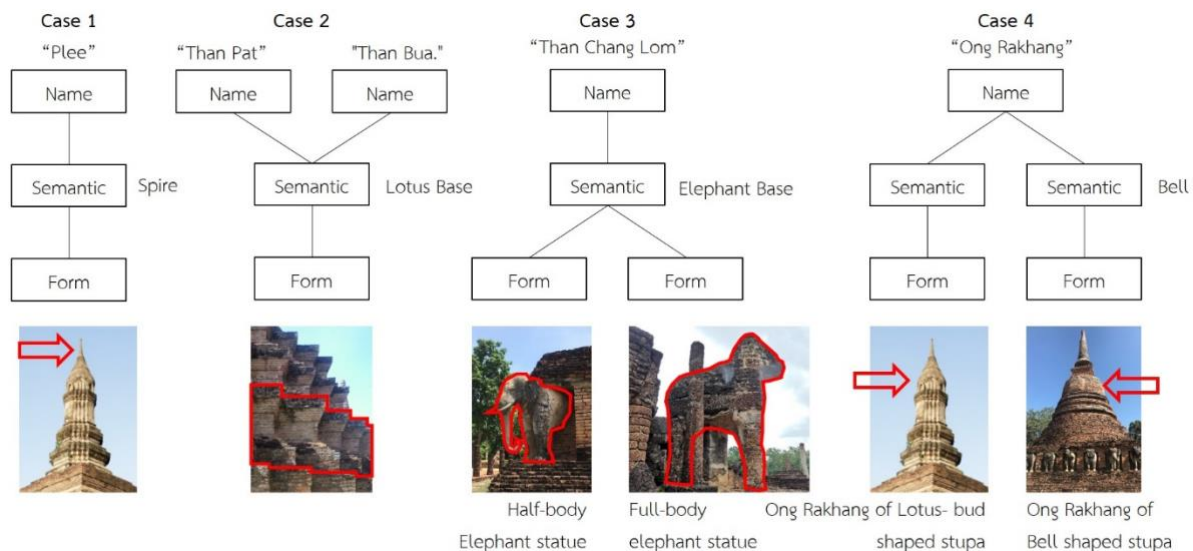 Case 1
Case 2
Case 3
Case 4
“Plee”
“Than Pat”
"Than Bua."
“Than Chang Lom”
“Ong Rakhang”
Name
Name
Name
Name
Name
Semantic
Spire
Semantic
Lotus Base
Semantic
Elephant Base
Semantic
Semantic
Bell
Form
Form
Form
Form
Form
Form
Half-body
Elephant statue
Full-body
elephant statue
Ong Rakhang of Lotus- bud
shaped stupa
Ong Rakhang of
Bell shaped stupa